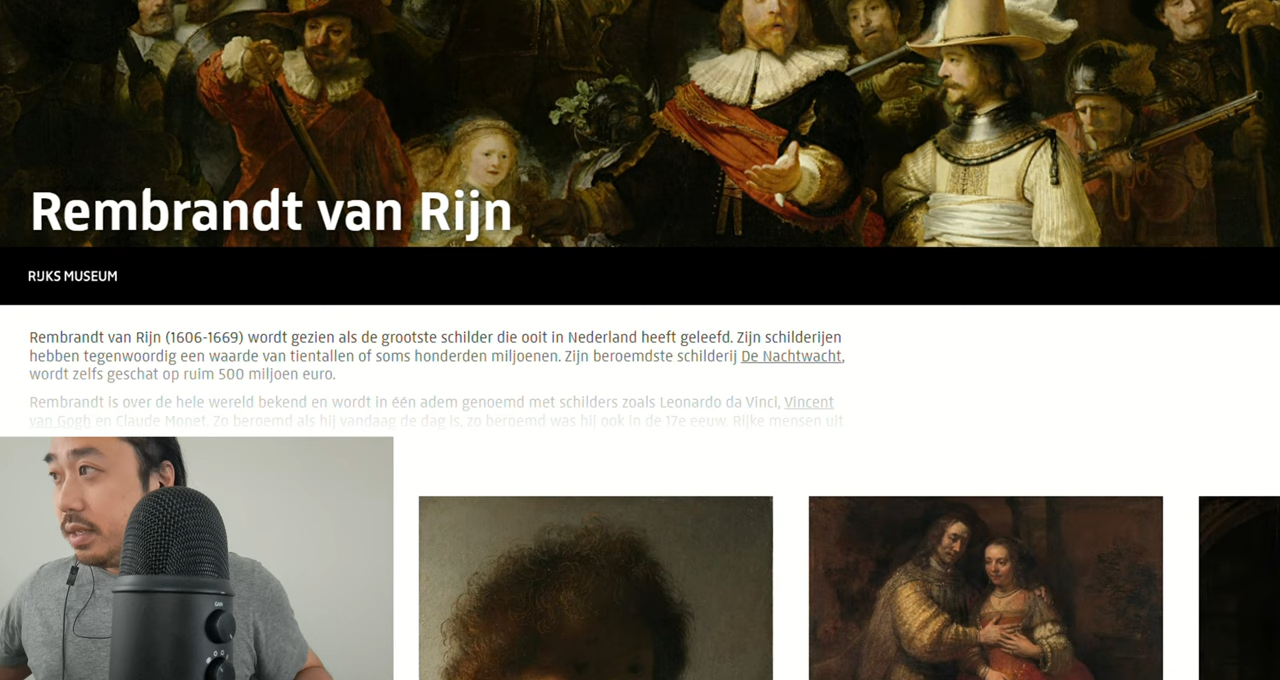 Rembrandt van Rijn
RIJKS MUSEUM
Rembrandt van Rijn (1606-1669) wordt gezien als de grootste schilder die ooit in Nederland heeft geleefd. Zijn schilderijen
hebben tegenwoordig een waarde van tientallen of soms honderden miljoenen. Zijn beroemdste schilderij De Nachtwacht,
wordt zelfs geschat op ruim 500 miljoen euro.
Rembrandt is over de hele wereld bekend en wordt in één adem genoemd met schilders zoals Leonardo da Vinci, Vincent
van Gogh en Claude Monet. Zo beroemd als hij vandaag de dag is, zo beroemd was hij ook in de 17e eeuw. Rijke mensen uit
GAIN